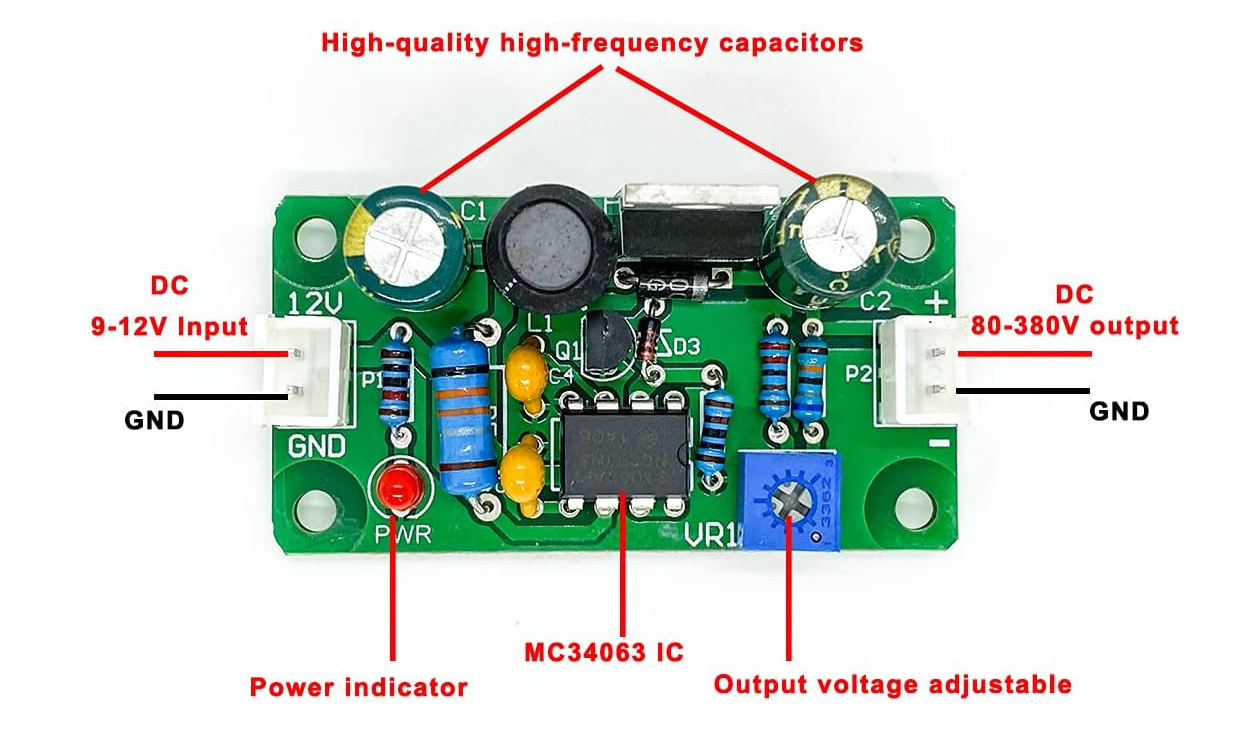 High-quality high-frequency capacitors
C1
12V
C2 +
DC
9-12V Input
DC
80-380V output
L1
Q1
D3
C4
P1
P2
GND
GND
GND
-
PWR
VR1
3362
MC34063 IC
Power indicator
Output voltage adjustable